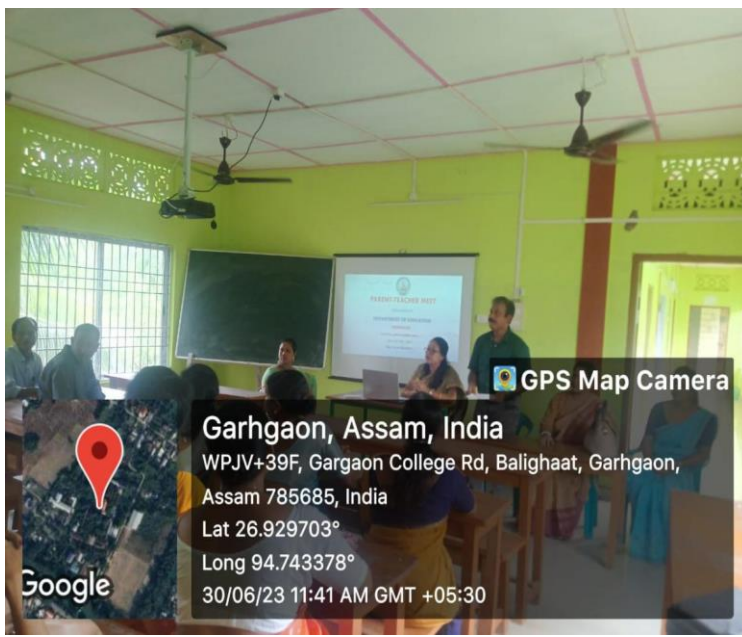 PARENT-TEACHER MEET
DEPARTMENT OF EDUCATION
GPS Map Camera
Garhgaon, Assam, India
WPJV+39F, Gargaon College Rd, Balighaat, Garhgaon,
Assam 785685, India
Lat 26.929703°
Long 94.743378°
30/06/23 11:41 AM GMT +05:30
Google